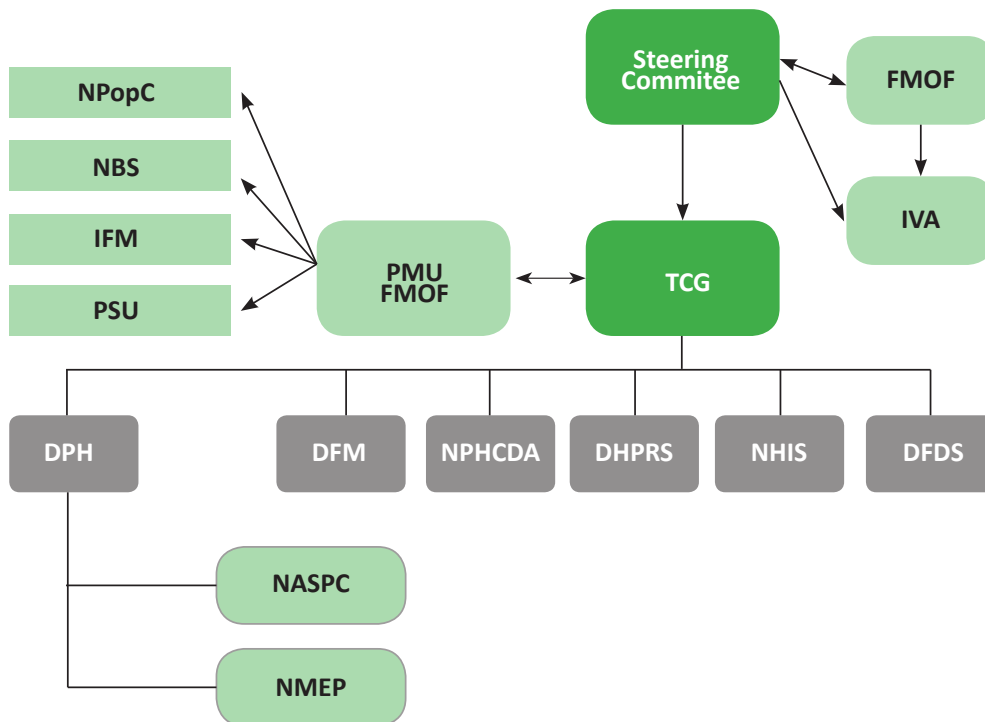 Steering
Commitee
FMOF
NPopC
NBS
IVA
IFM
PMU
FMOF
TCG
PSU
DPH
DFM
NPHCDA
DHPRS
NHIS
DFDS
NASPC
NMEP